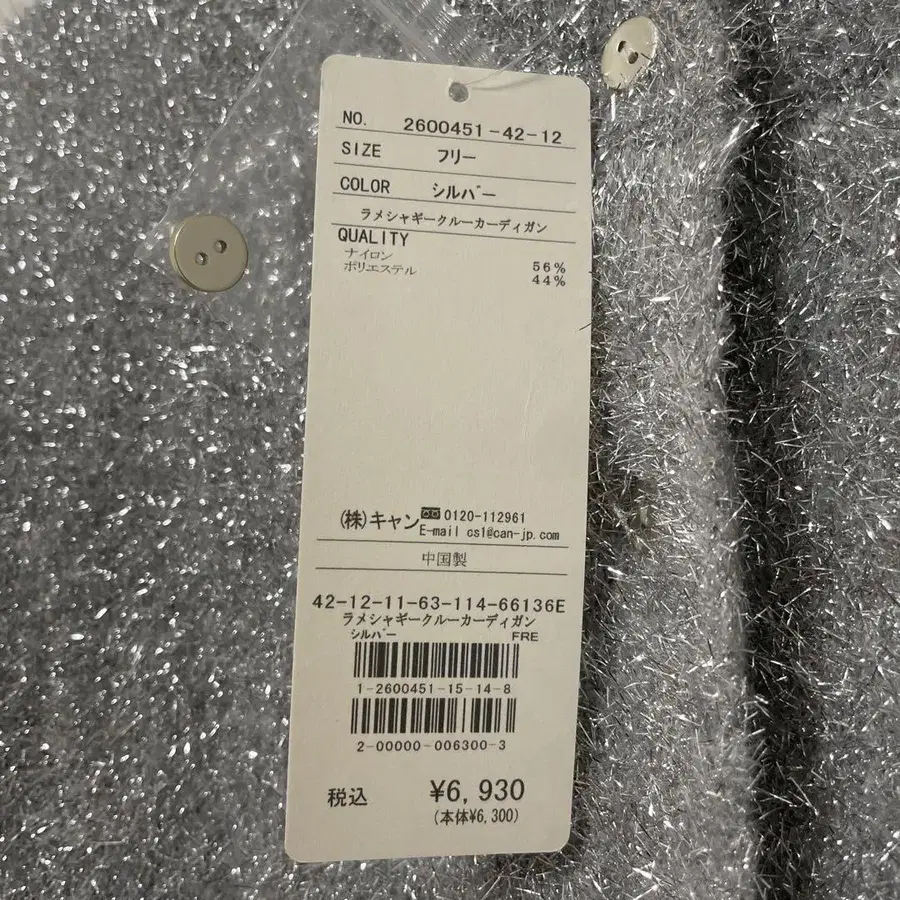 NO. 2600451-42-12
SIZE フリー
COLOR シルバー
ラメシャギークルーカーディガン
QUALITY
ナイロン 56%
ポリエステル 44%
(株)キャン 0120-112961
E-mail csl@can-jp.com
中国製
42-12-11-63-114-66136E
ラメシャギークルーカーディガン
シルバー FRE
1-2600451-15-14-8
2-00000-006300-3
税込 ¥6,930
(本体¥6,300)